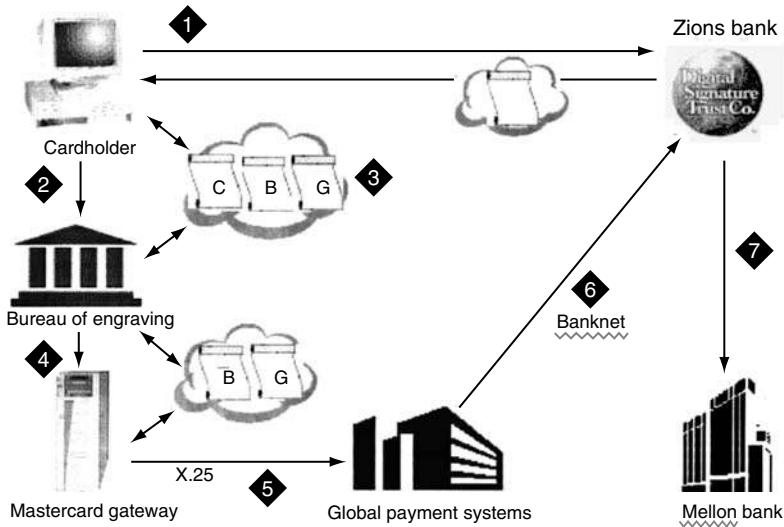 1
Zions bank
Digital
Signature
Trust Co.
Cardholder
2
C B G
3
7
6
Banknet
Bureau of engraving
4
B G
X.25
5
Mastercard gateway
Global payment systems
Mellon bank